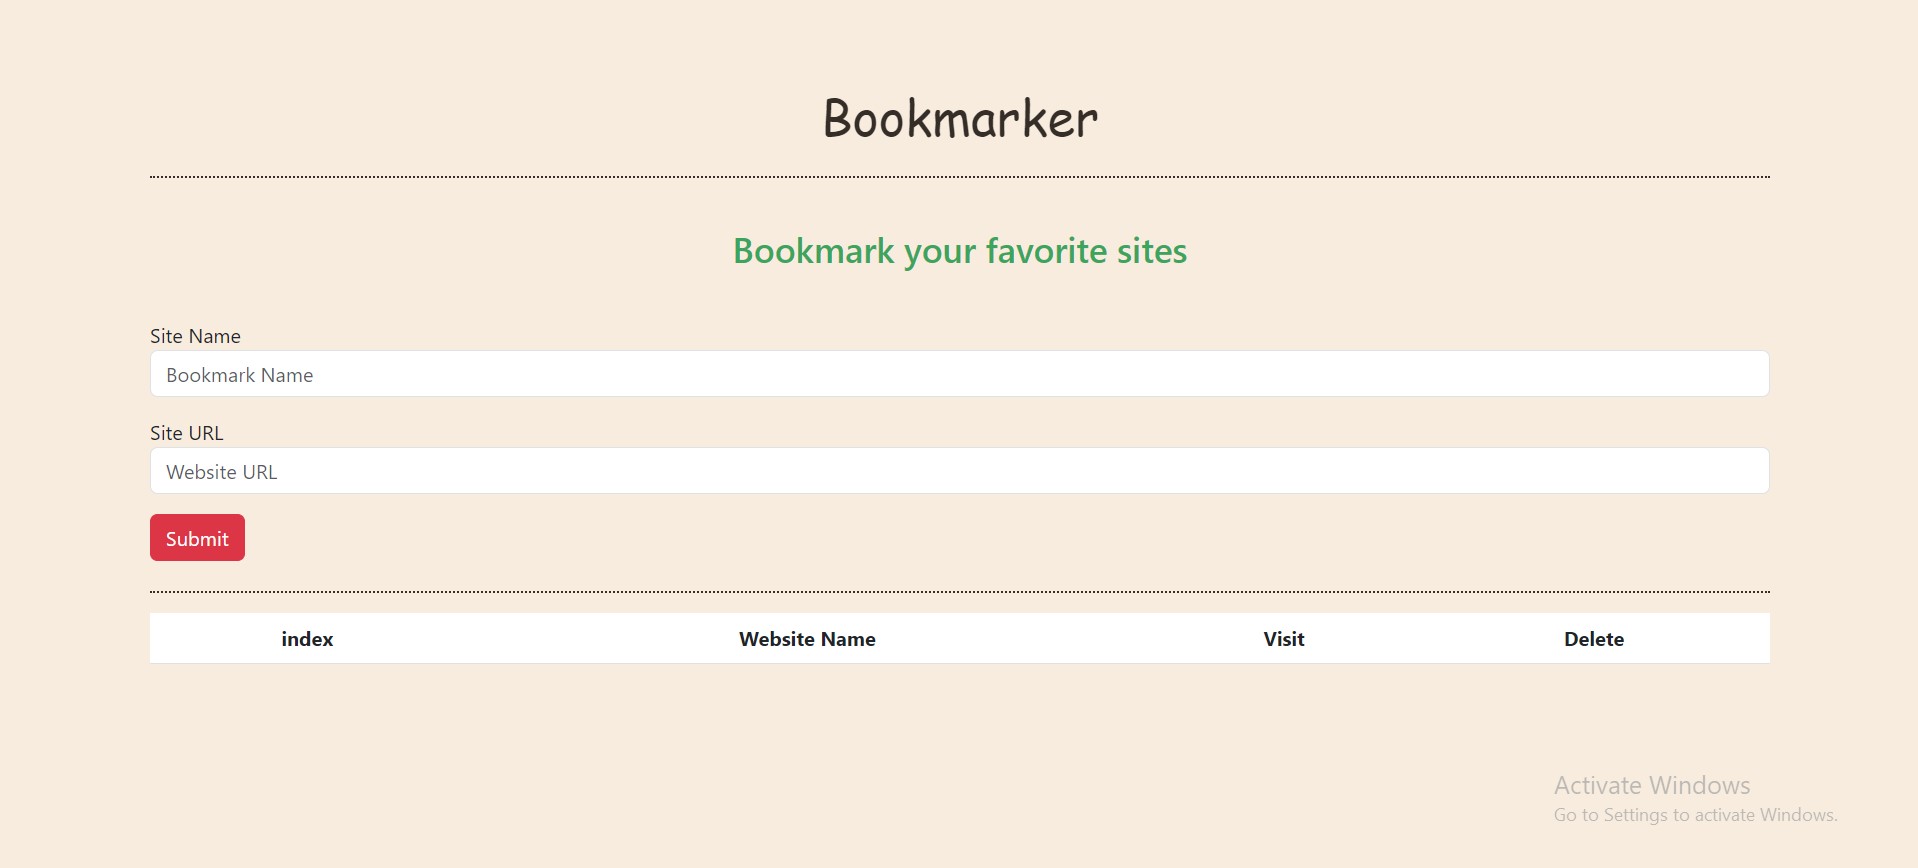 Bookmarker
Bookmark your favorite sites
Site Name
Bookmark Name
Site URL
Website URL
Submit
index Website Name Visit Delete
Activate Windows
Go to Settings to activate Windows.